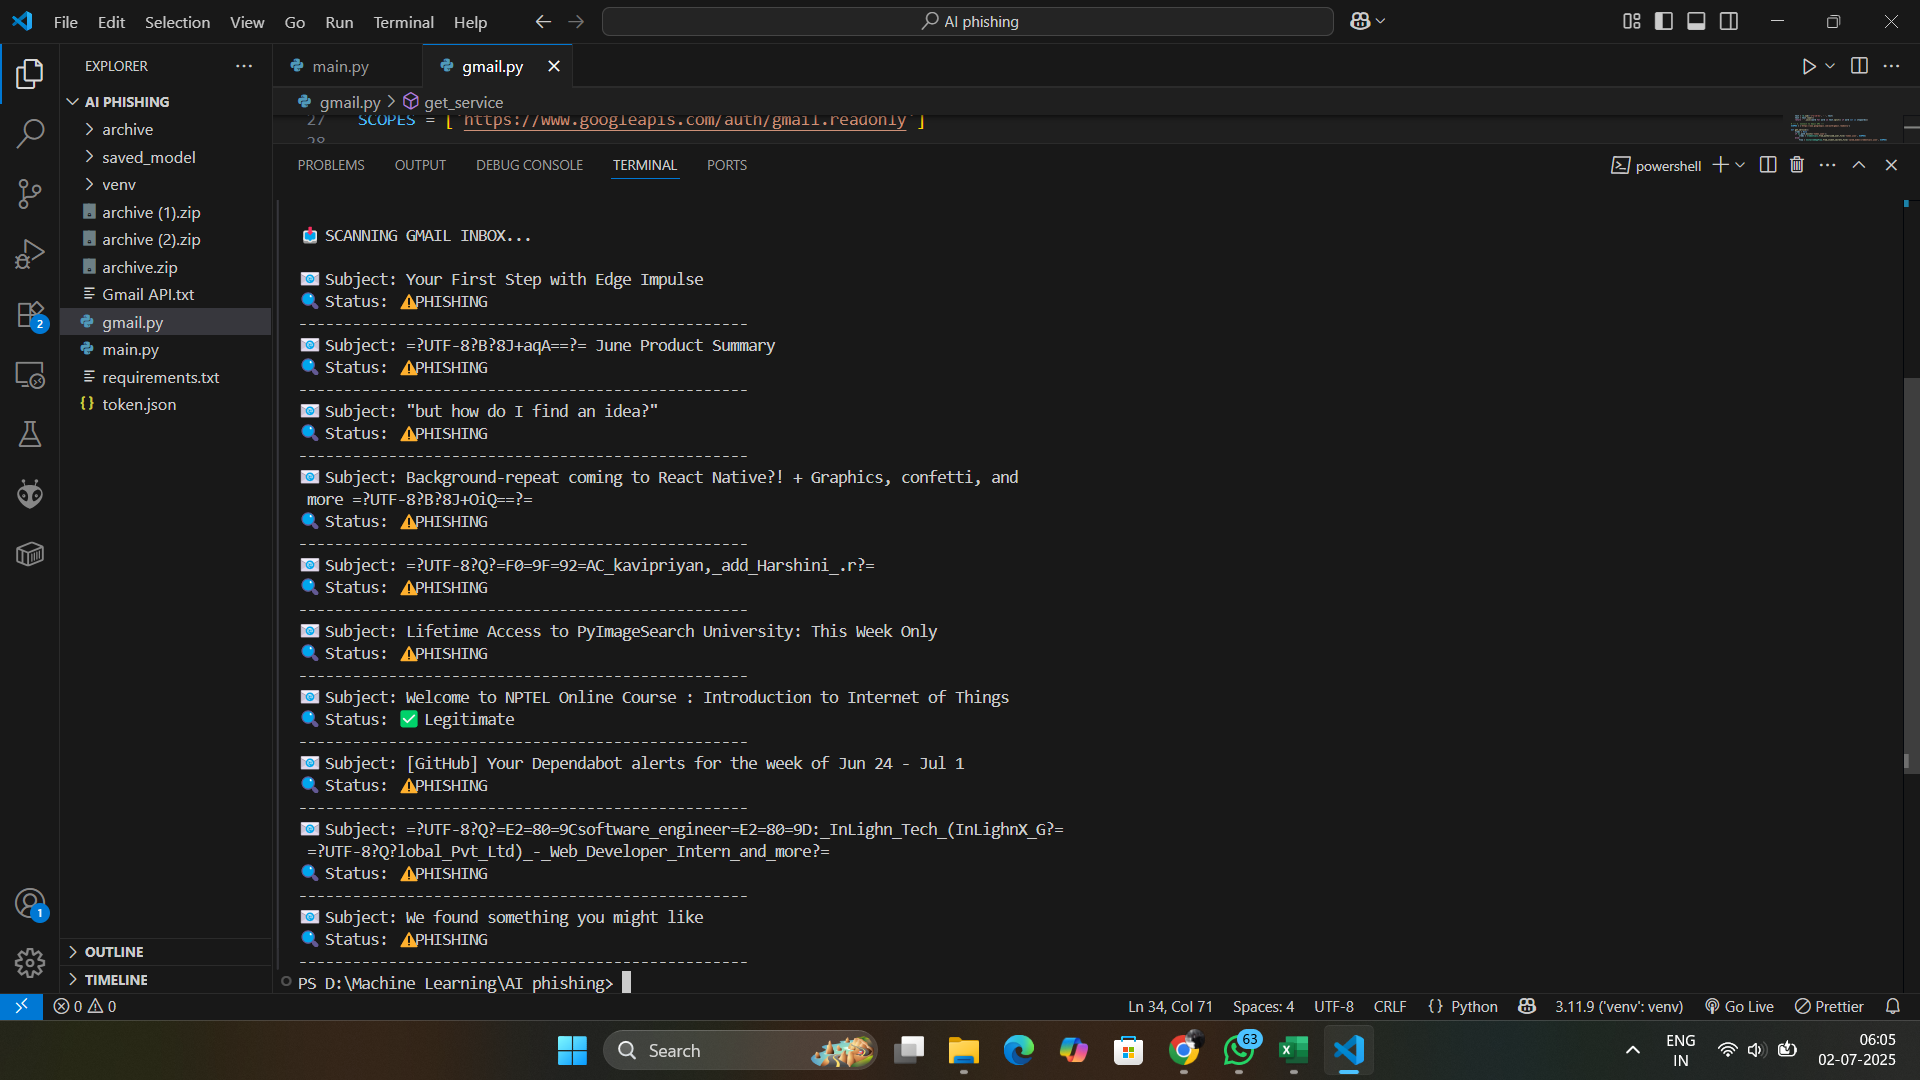 File Edit Selection View Go Run Terminal Help
AI phishing
EXPLORER
main.py
gmail.py
AI PHISHING
archive
saved_model
venv
archive (1).zip
archive (2).zip
archive.zip
Gmail API.txt
gmail.py
main.py
requirements.txt
token.json
OUTLINE
TIMELINE
gmail.py > get_service
27 SCOPES = ['https://www.googleapis.com/auth/gmail.readonly']
28
PROBLEMS OUTPUT DEBUG CONSOLE TERMINAL PORTS
powershell
SCANNING GMAIL INBOX...
Subject: Your First Step with Edge Impulse
Status: ⚠PHISHING
--------------------------------------------------
Subject: =?UTF-8?B?8J+aqA==?= June Product Summary
Status: ⚠PHISHING
--------------------------------------------------
Subject: "but how do I find an idea?"
Status: ⚠PHISHING
--------------------------------------------------
Subject: Background-repeat coming to React Native?! + Graphics, confetti, and
more =?UTF-8?B?8J+OiQ==?=
Status: ⚠PHISHING
--------------------------------------------------
Subject: =?UTF-8?Q?=F0=9F=92=AC_kavipriyan,_add_Harshini_.r?=
Status: ⚠PHISHING
--------------------------------------------------
Subject: Lifetime Access to PyImageSearch University: This Week Only
Status: ⚠PHISHING
--------------------------------------------------
Subject: Welcome to NPTEL Online Course : Introduction to Internet of Things
Status: ✅ Legitimate
--------------------------------------------------
Subject: [GitHub] Your Dependabot alerts for the week of Jun 24 - Jul 1
Status: ⚠PHISHING
--------------------------------------------------
Subject: =?UTF-8?Q?=E2=80=9Csoftware_engineer=E2=80=9D:_InLighn_Tech_(InLighnX_G?=
=?UTF-8?Q?lobal_Pvt_Ltd)_-_Web_Developer_Intern_and_more?=
Status: ⚠PHISHING
--------------------------------------------------
Subject: We found something you might like
Status: ⚠PHISHING
--------------------------------------------------
PS D:\Machine Learning\AI phishing>
2
1
0 0
Ln 34, Col 71 Spaces: 4 UTF-8 CRLF {} Python 3.11.9 ('venv': venv) Go Live Prettier
Search
63
ENG
IN
06:05
02-07-2025